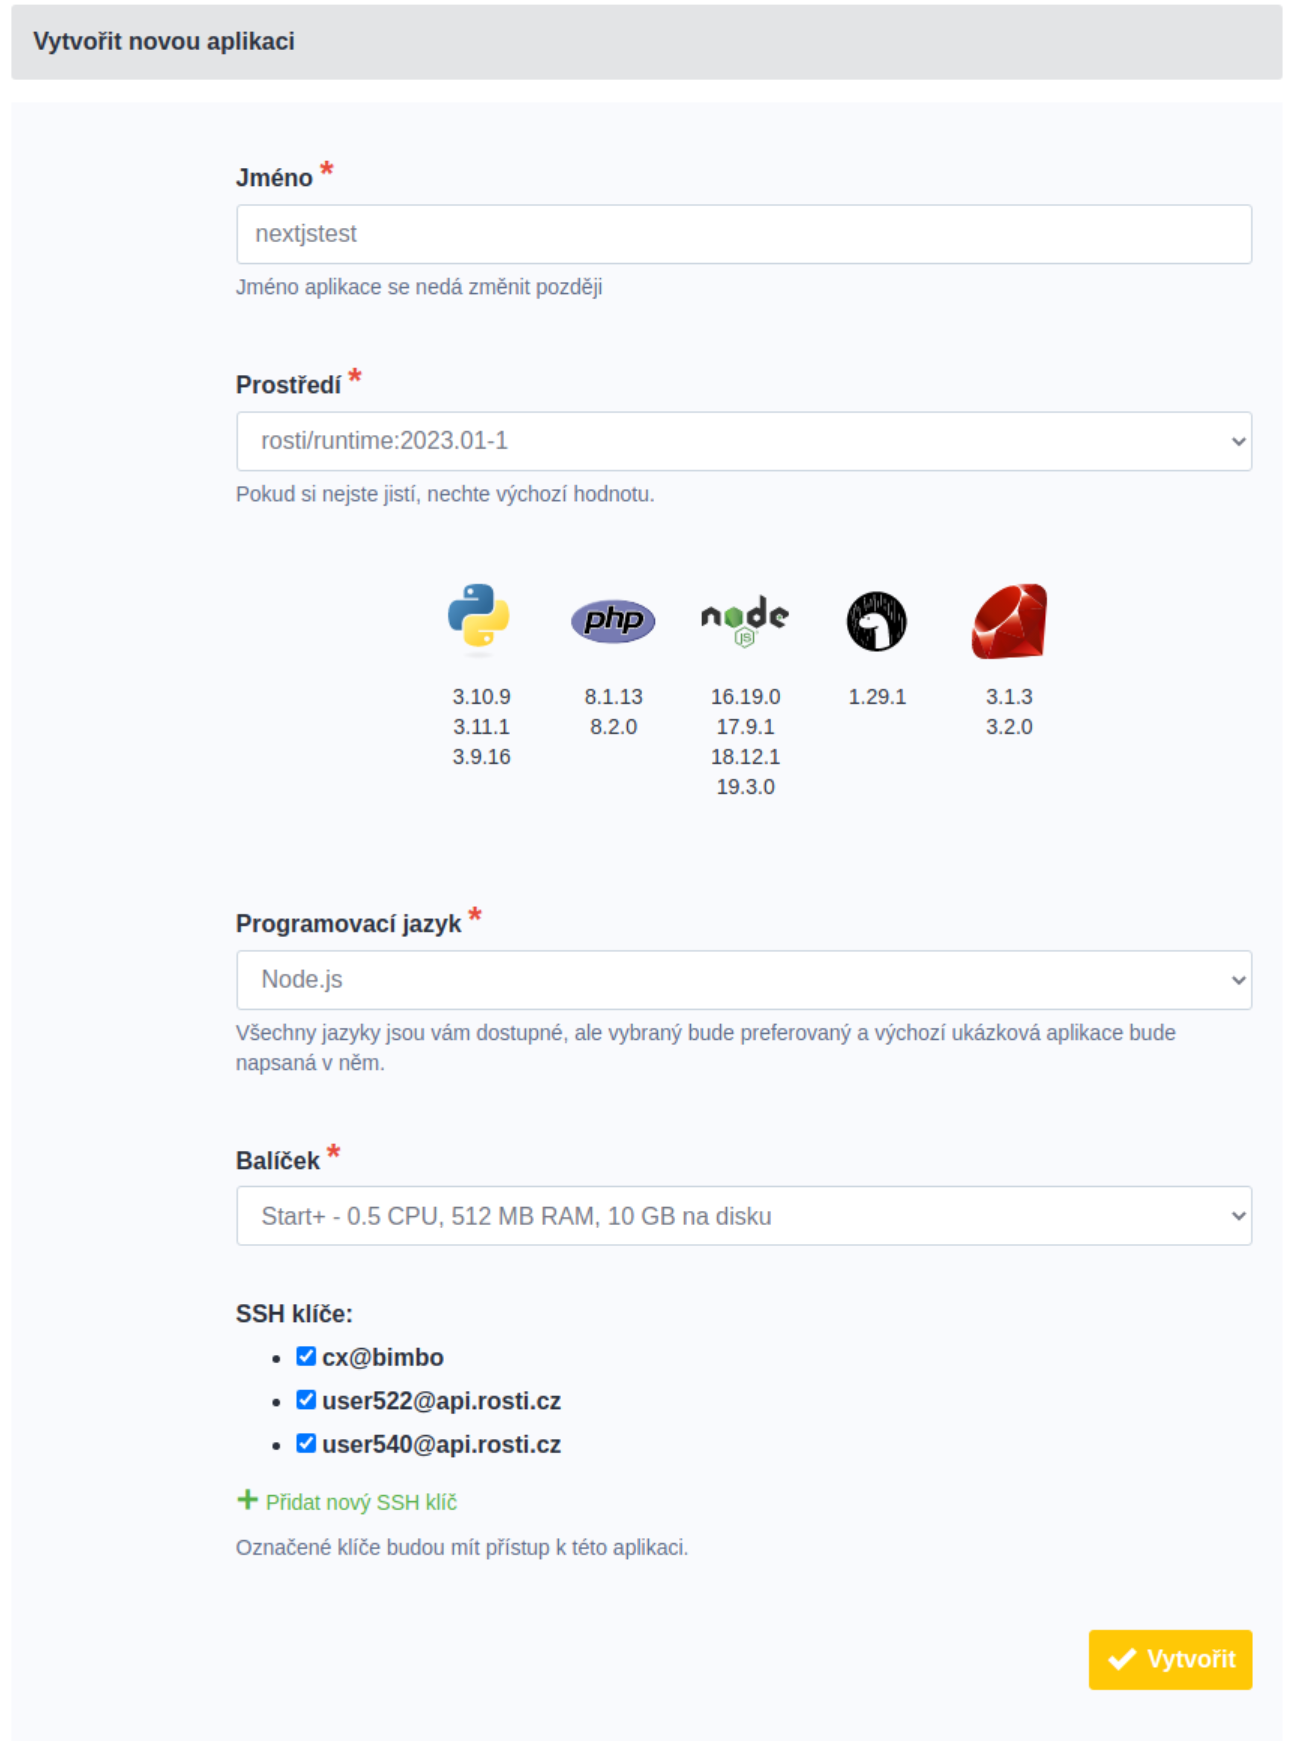 Vytvořit novou aplikaci
Jméno *
nextjstest
Jméno aplikace se nedá změnit později
Prostředí *
rosti/runtime:2023.01-1
Pokud si nejste jistí, nechte výchozí hodnotu.
php node JS
3.10.9 8.1.13 16.19.0 1.29.1 3.1.3
3.11.1 8.2.0 17.9.1 3.2.0
3.9.16 18.12.1
19.3.0
Programovací jazyk *
Node.js
Všechny jazyky jsou vám dostupné, ale vybraný bude preferovaný a výchozí ukázková aplikace bude
napsaná v něm.
Balíček *
Start+ - 0.5 CPU, 512 MB RAM, 10 GB na disku
SSH klíče:
cx@bimbo
user522@api.rosti.cz
user540@api.rosti.cz
Přidat nový SSH klíč
Označené klíče budou mít přístup k této aplikaci.
Vytvořit